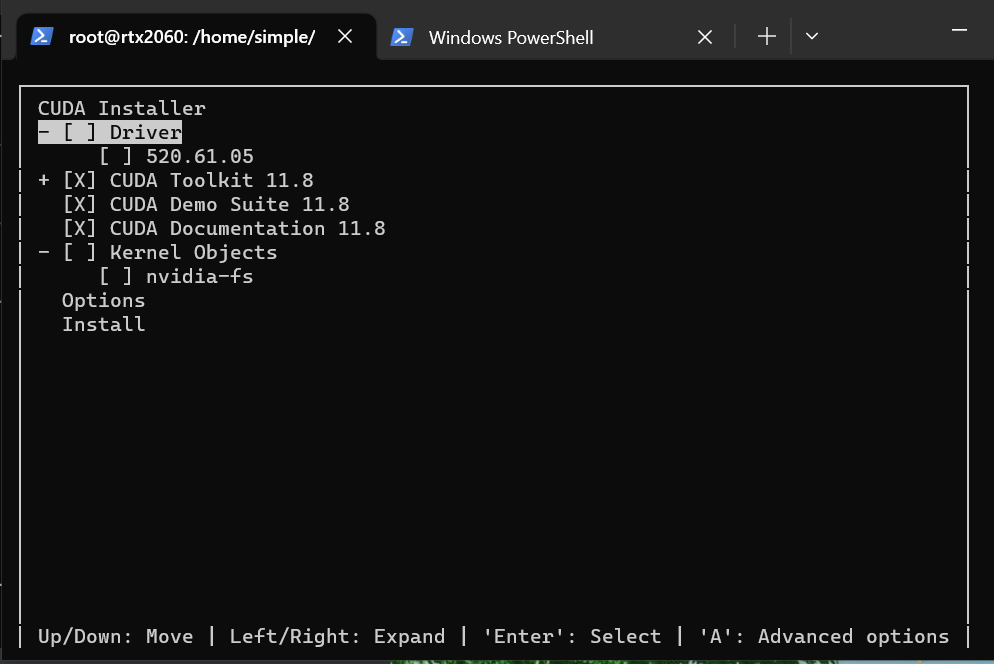 root@rtx2060: /home/simple/
Windows PowerShell
CUDA Installer
- [ ] Driver
[ ] 520.61.05
+ [X] CUDA Toolkit 11.8
[X] CUDA Demo Suite 11.8
[X] CUDA Documentation 11.8
- [ ] Kernel Objects
[ ] nvidia-fs
Options
Install
Up/Down: Move | Left/Right: Expand | 'Enter': Select | 'A': Advanced options